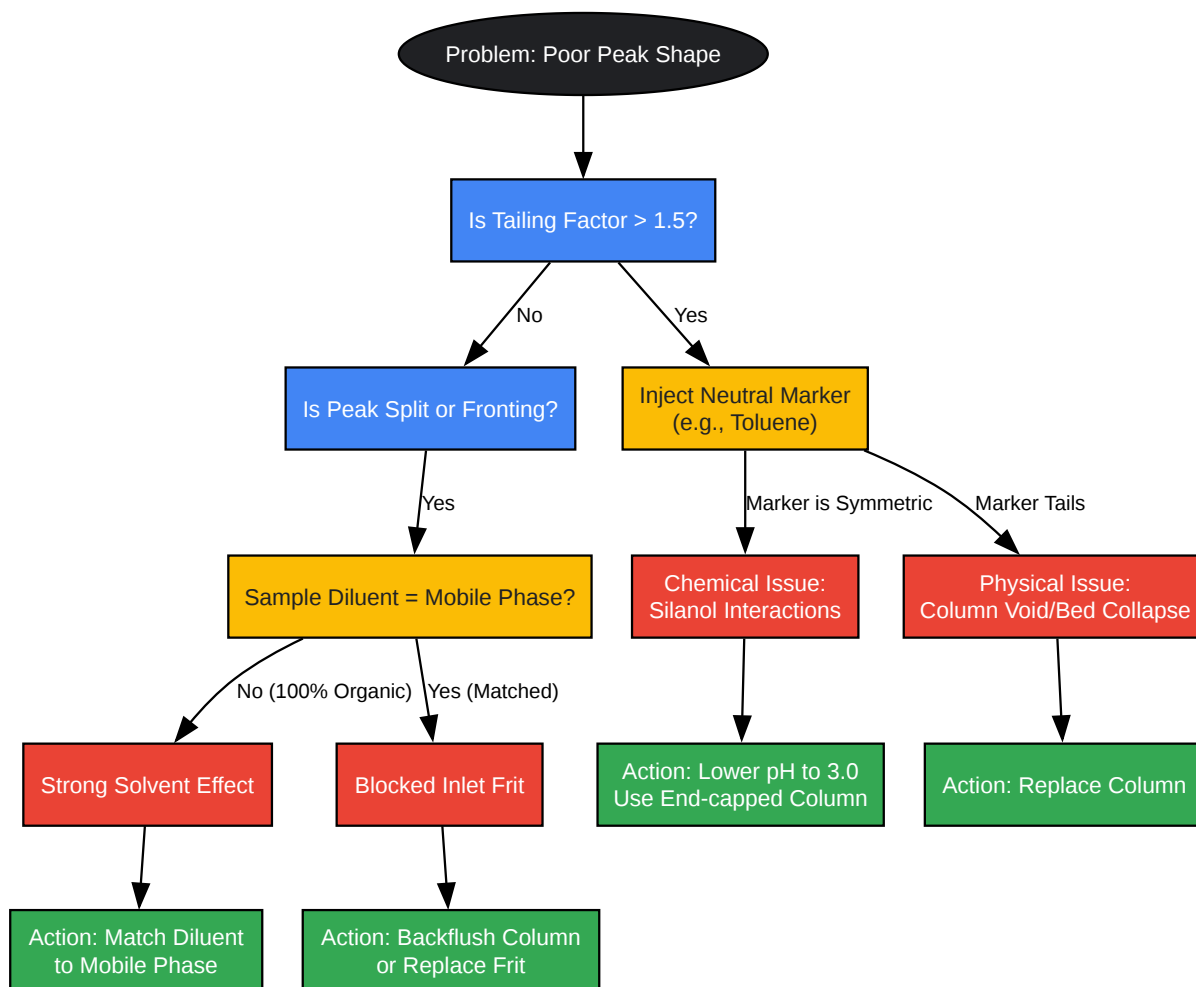 Problem: Poor Peak Shape
Is Tailing Factor > 1.5?
No
Yes
Is Peak Split or Fronting?
Inject Neutral Marker
(e.g., Toluene)
Yes
Marker is Symmetric
Marker Tails
Sample Diluent = Mobile Phase?
Chemical Issue:
Silanol Interactions
Physical Issue:
Column Void/Bed Collapse
No (100% Organic)
Yes (Matched)
Strong Solvent Effect
Blocked Inlet Frit
Action: Lower pH to 3.0
Use End-capped Column
Action: Replace Column
Action: Match Diluent
to Mobile Phase
Action: Backflush Column
or Replace Frit